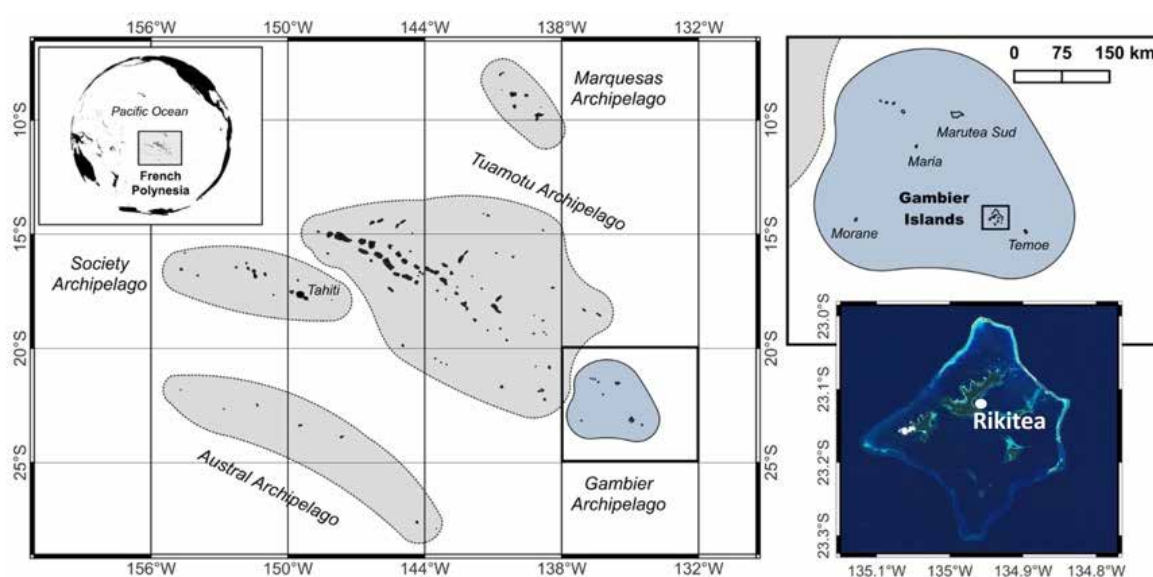 156°W 150°W 144°W 138°W 132°W
Pacific Ocean
French
Polynesia
Marquesas
Archipelago
Tuamotu Archipelago
Society
Archipelago
Tahiti
Austral Archipelago
Gambier
Archipelago
10°S
15°S
20°S
25°S
10°S
15°S
20°S
25°S
156°W 150°W 144°W 138°W 132°W
0 75 150 km
Marutea Sud
Maria
Gambier
Islands
Morane
Temoe
23.0°S
23.1°S
23.2°S
23.3°S
Rikitea
135.1°W 135°W 134.9°W 134.8°W